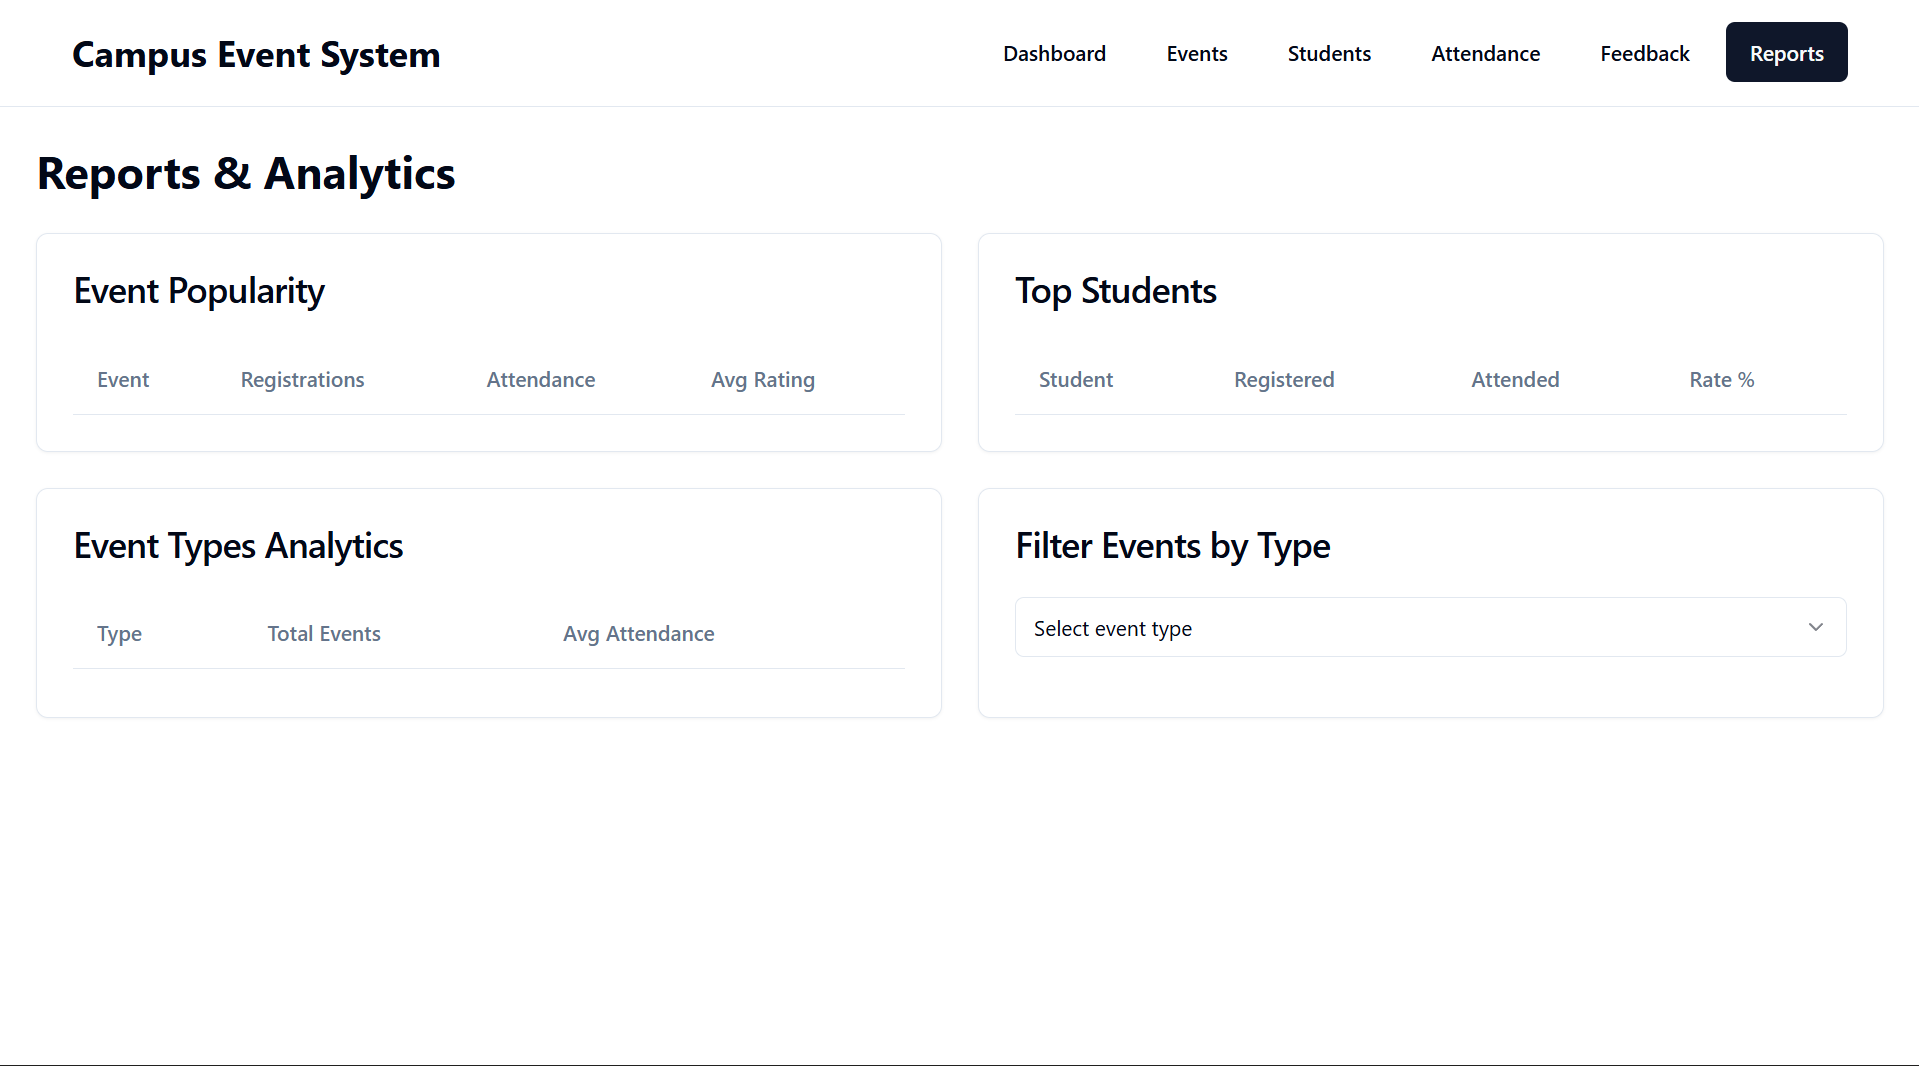 Campus Event System
Dashboard Events Students Attendance Feedback Reports
Reports & Analytics
Event Popularity
Event Registrations Attendance Avg Rating
Top Students
Student Registered Attended Rate %
Event Types Analytics
Type Total Events Avg Attendance
Filter Events by Type
Select event type